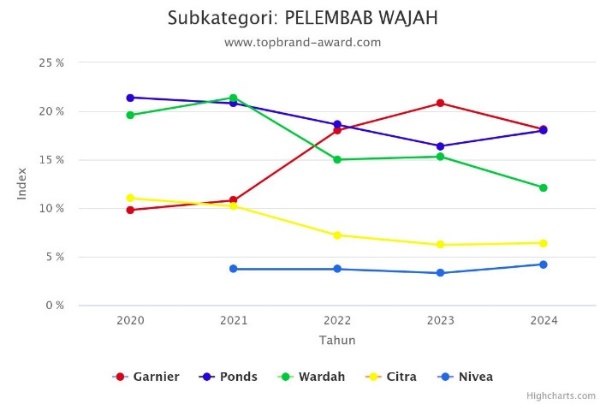 Subkategori: PELEMBAB WAJAH
www.topbrand-award.com
25 %
20 %
15 %
10 %
5 %
0 %
Index
2020 2021 2022 2023 2024
Tahun
Garnier Ponds Wardah Citra Nivea
Highcharts.com